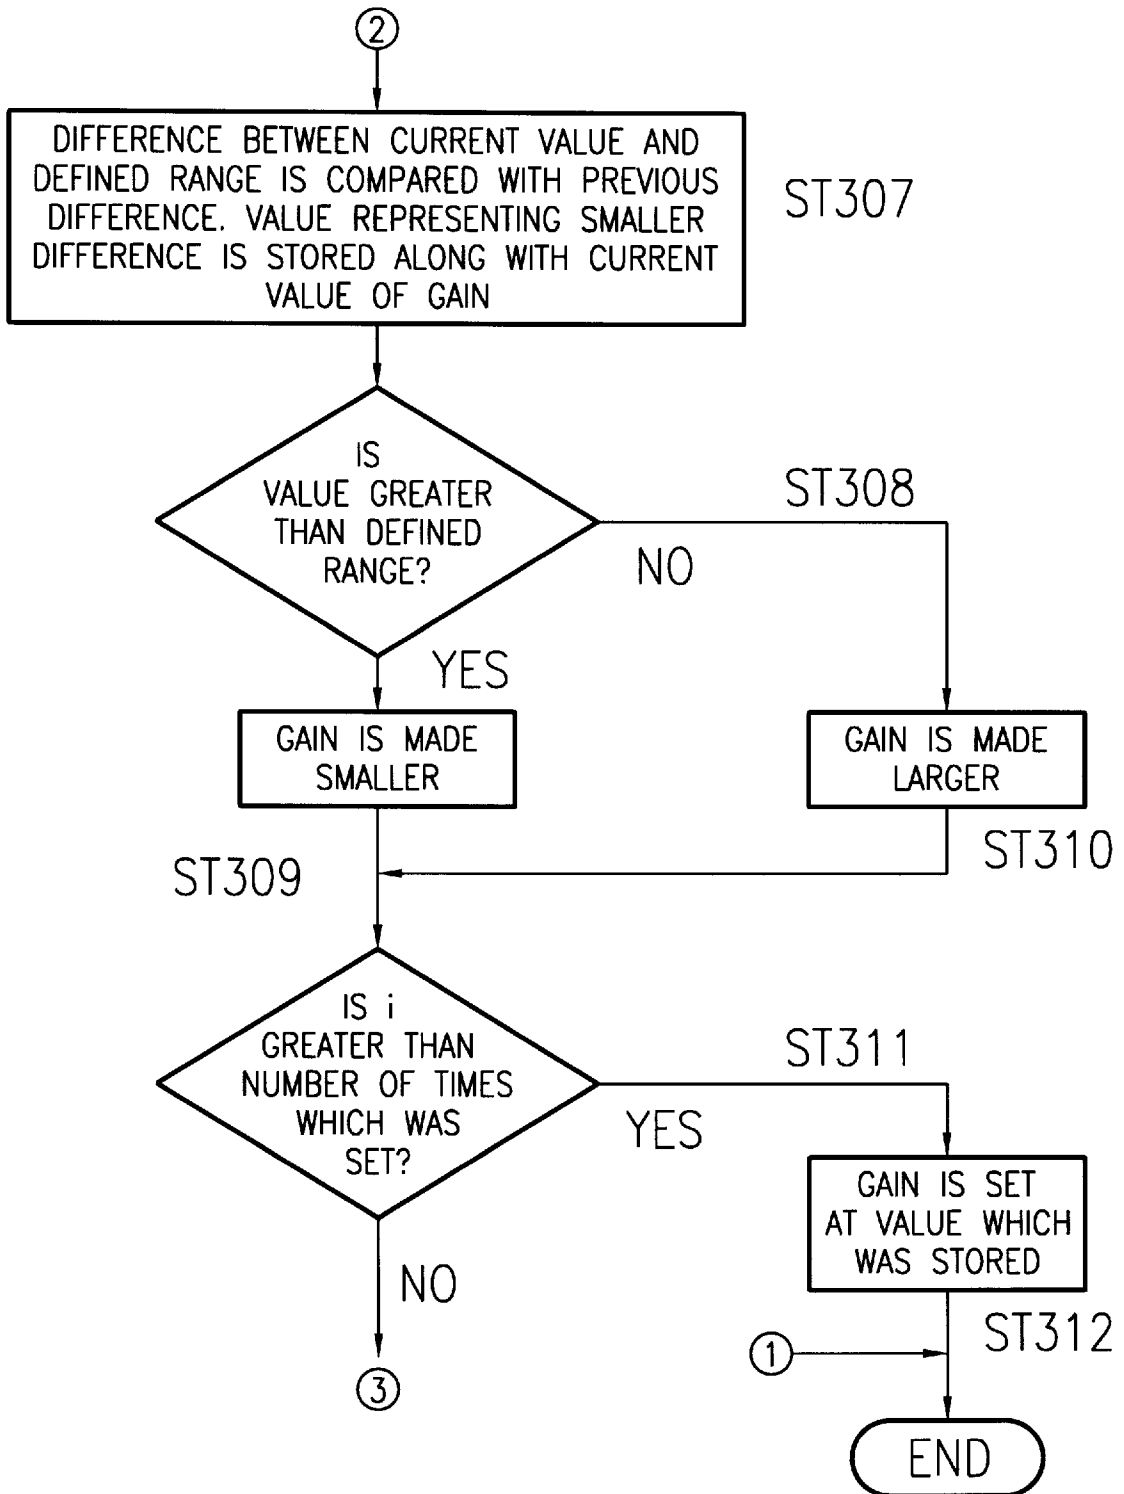 2
DIFFERENCE BETWEEN CURRENT VALUE AND
DEFINED RANGE IS COMPARED WITH PREVIOUS
DIFFERENCE. VALUE REPRESENTING SMALLER
DIFFERENCE IS STORED ALONG WITH CURRENT
VALUE OF GAIN
ST307
IS
VALUE GREATER
THAN DEFINED
RANGE?
ST308
NO
YES
GAIN IS MADE
SMALLER
GAIN IS MADE
LARGER
ST309
ST310
IS i
GREATER THAN
NUMBER OF TIMES
WHICH WAS
SET?
ST311
YES
GAIN IS SET
AT VALUE WHICH
WAS STORED
NO
ST312
1
3
END